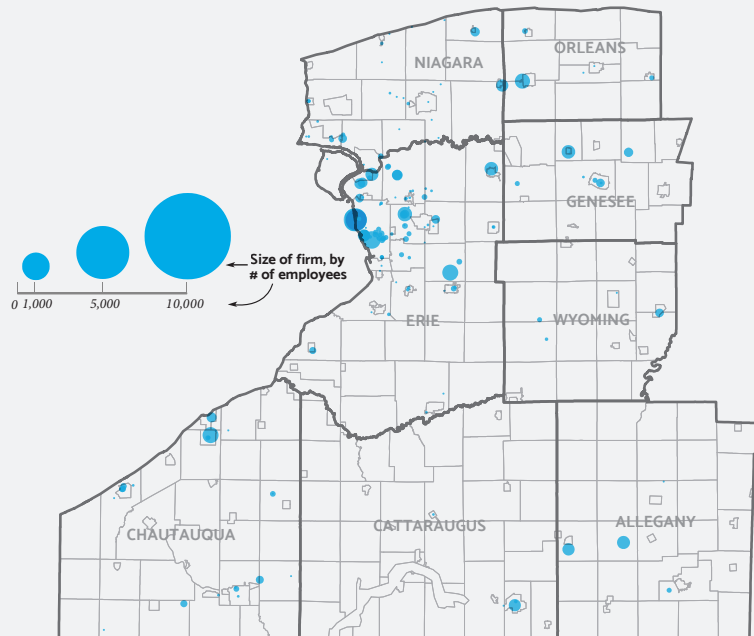 ORLEANS
NIAGARA
GENESEE
Size of firm, by
# of employees
0 1,000 5,000 10,000
ERIE
WYOMING
CHAUTAUQUA
CATTARAUGUS
ALLEGANY